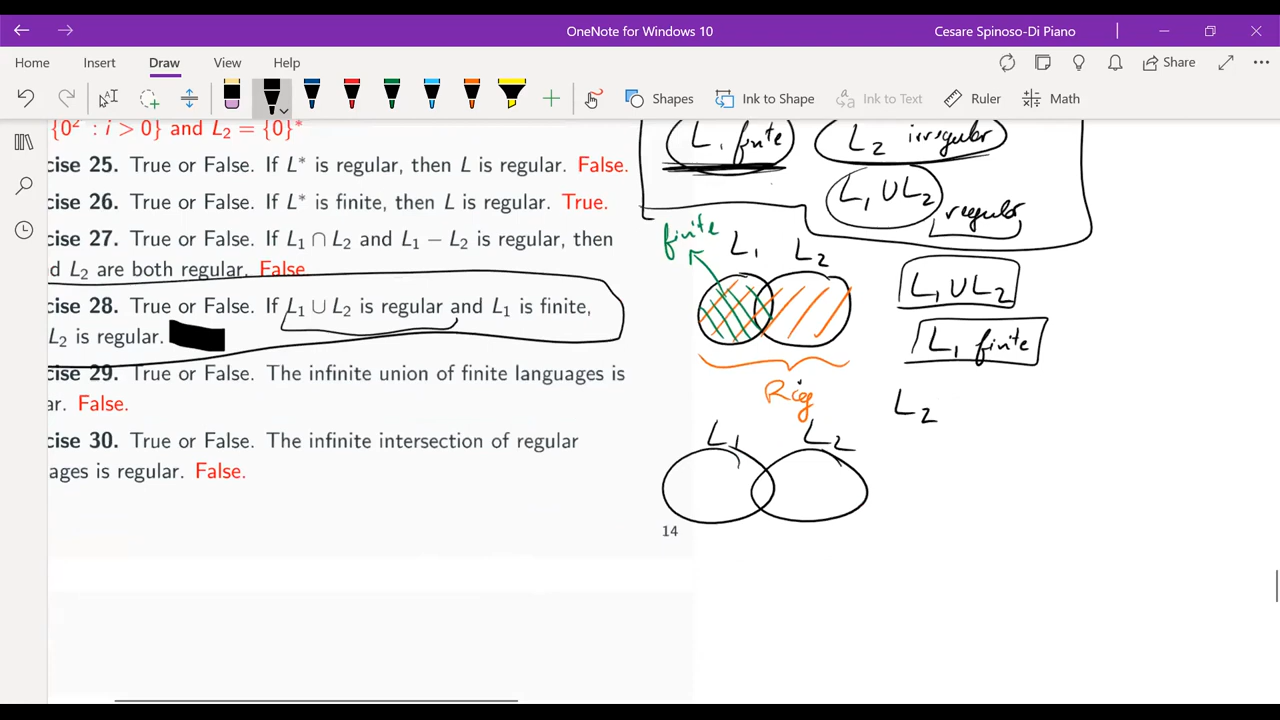 OneNote for Windows 10
Cesare Spinoso-Di Piano
Home Insert Draw View Help
Shapes Ink to Shape Ink to Text Ruler Math Share
{0² : i > 0} and L₂ = {0}*
cise 25. True or False. If L* is regular, then L is regular. False.
cise 26. True or False. If L* is finite, then L is regular. True.
cise 27. True or False. If L₁ ∩ L₂ and L₁ − L₂ is regular, then
d L₂ are both regular. False
cise 28. True or False. If L₁ ∪ L₂ is regular and L₁ is finite,
L₂ is regular.
cise 29. True or False. The infinite union of finite languages is
ar. False.
cise 30. True or False. The infinite intersection of regular
ages is regular. False.
14
L₁ finite
L₂ irregular
L₁ ∪ L₂
regular
finite
L₁ L₂
L₁ ∪ L₂
L₁ finite
Reg
L₂
L₁ L₂